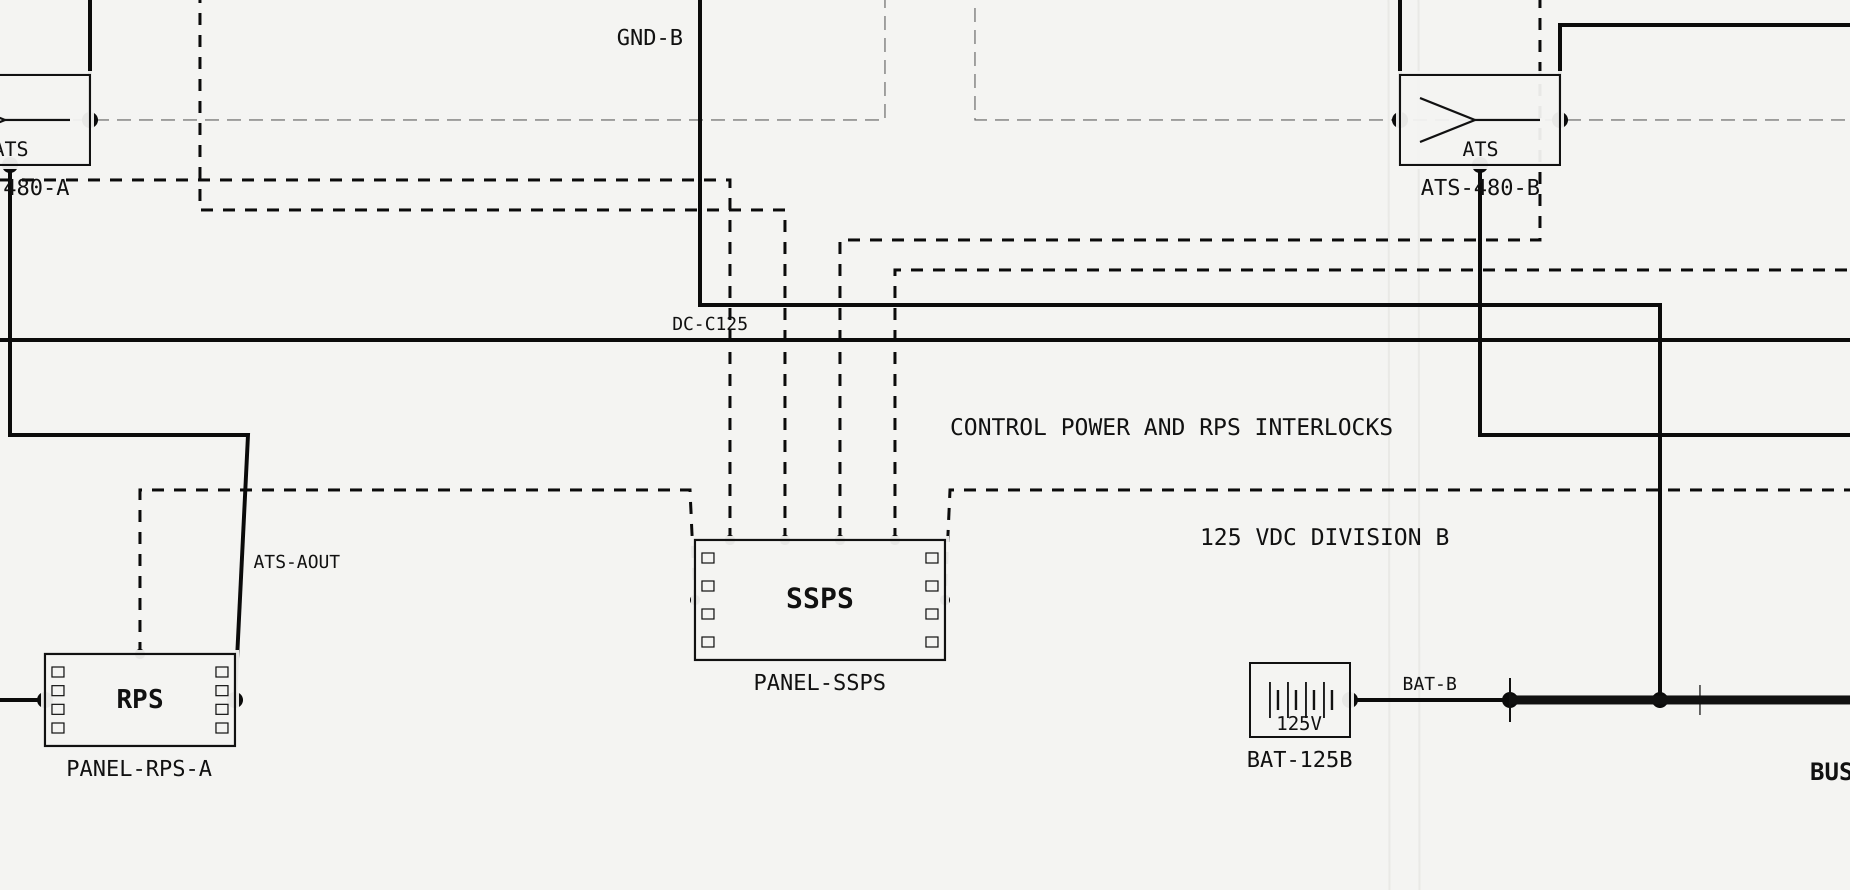 GND-B
ATS
480-A
ATS
ATS-480-B
DC-C125
CONTROL POWER AND RPS INTERLOCKS
125 VDC DIVISION B
ATS-AOUT
SSPS
PANEL-SSPS
RPS
PANEL-RPS-A
BAT-B
125V
BAT-125B
BUS